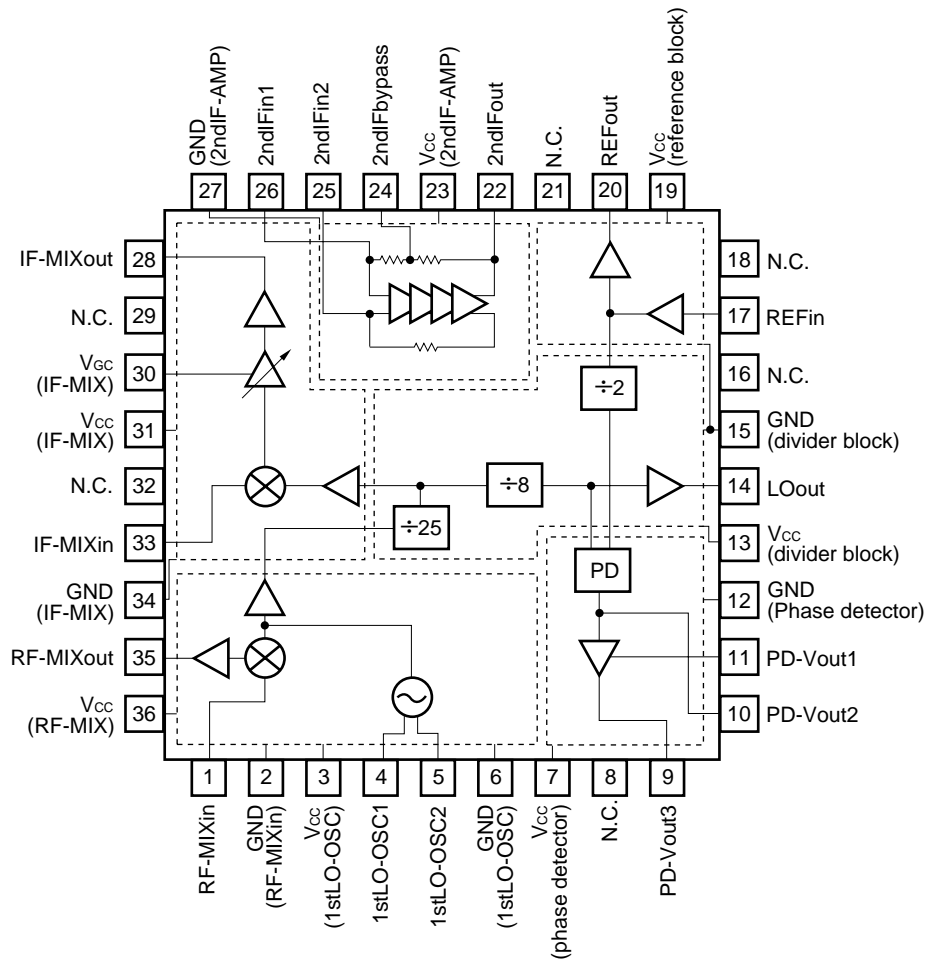 GND
(2ndIF-AMP)
2ndIFin1
2ndIFin2
2ndIFbypass
VCC
(2ndIF-AMP)
2ndIFout
N.C.
REFout
VCC
(reference block)
27
26
25
24
23
22
21
20
19
IF-MIXout
28
18
N.C.
N.C.
29
17
REFin
VGC
(IF-MIX)
30
16
N.C.
÷2
VCC
(IF-MIX)
31
15
GND
(divider block)
N.C.
32
÷8
14
LOout
IF-MIXin
33
÷25
13
VCC
(divider block)
GND
(IF-MIX)
34
PD
12
GND
(Phase detector)
RF-MIXout
35
11
PD-Vout1
VCC
(RF-MIX)
36
10
PD-Vout2
1
2
3
4
5
6
7
8
9
RF-MIXin
GND
(RF-MIXin)
VCC
(1stLO-OSC)
1stLO-OSC1
1stLO-OSC2
GND
(1stLO-OSC)
VCC
(phase detector)
N.C.
PD-Vout3